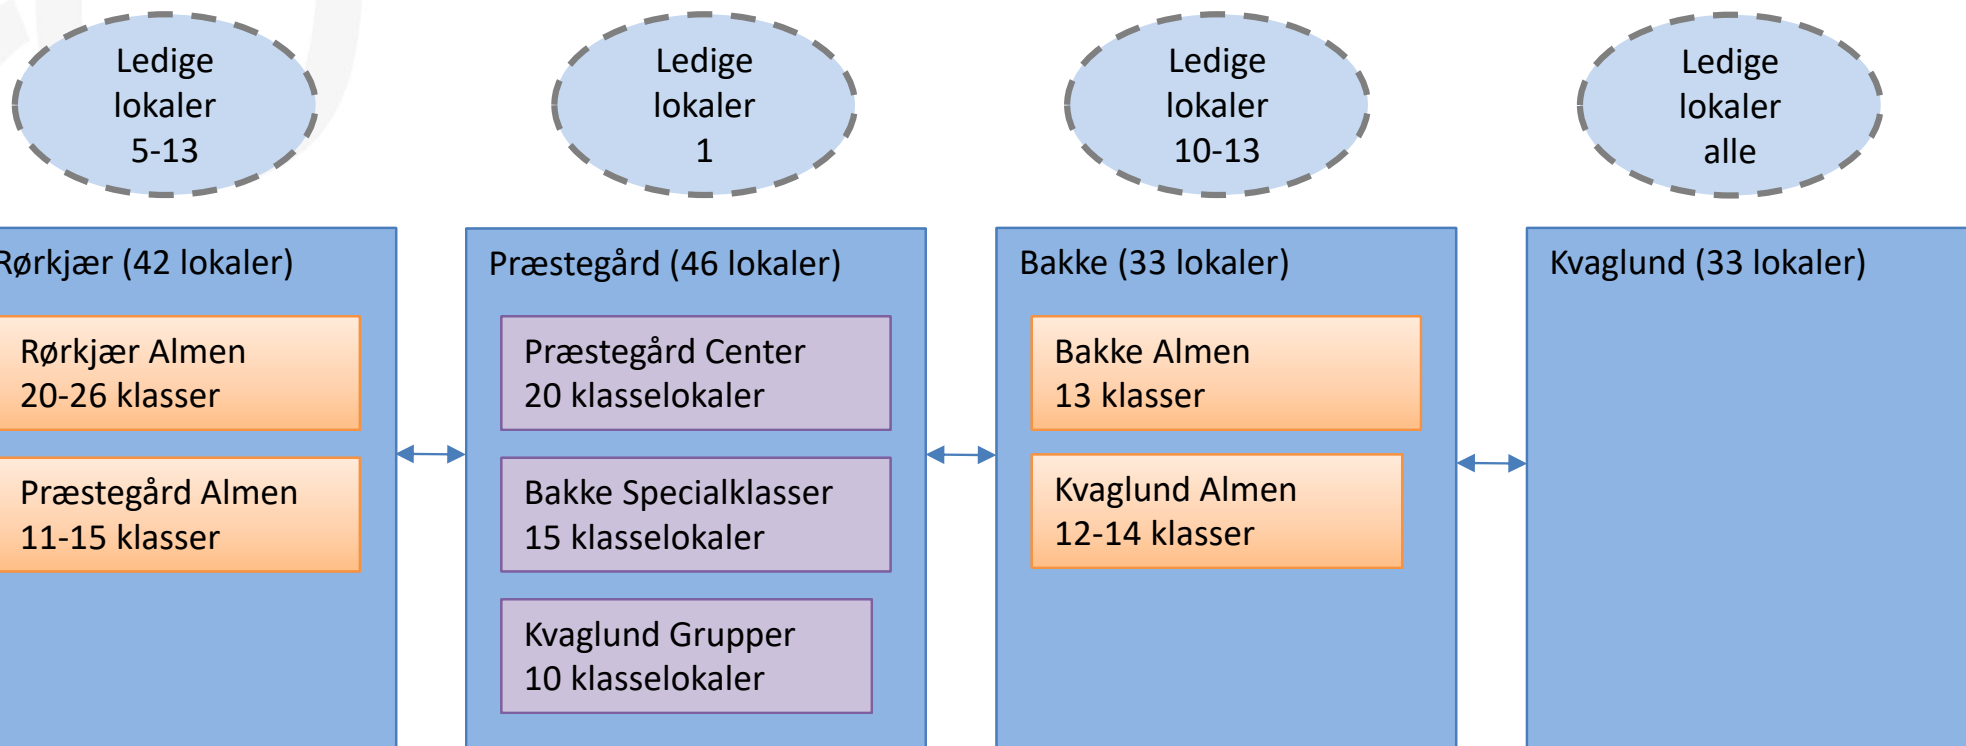 Ledige
lokaler
5-13
Ledige
lokaler
1
Ledige
lokaler
10-13
Ledige
lokaler
alle
Rørkjær (42 lokaler)
Rørkjær Almen
20-26 klasser
Præstegård Almen
11-15 klasser
Præstegård (46 lokaler)
Præstegård Center
20 klasselokaler
Bakke Specialklasser
15 klasselokaler
Kvaglund Grupper
10 klasselokaler
Bakke (33 lokaler)
Bakke Almen
13 klasser
Kvaglund Almen
12-14 klasser
Kvaglund (33 lokaler)